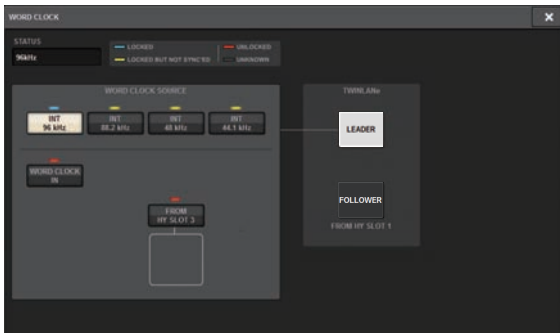 WORD CLOCK
STATUS
96kHz
LOCKED
UNLOCKED
LOCKED BUT NOT SYNC'ED
UNKNOWN
WORD CLOCK SOURCE
TWINLANe
INT
96 kHz
INT
88.2 kHz
INT
48 kHz
INT
44.1 kHz
LEADER
WORD CLOCK
IN
FROM
HY SLOT 3
FOLLOWER
FROM HY SLOT 1